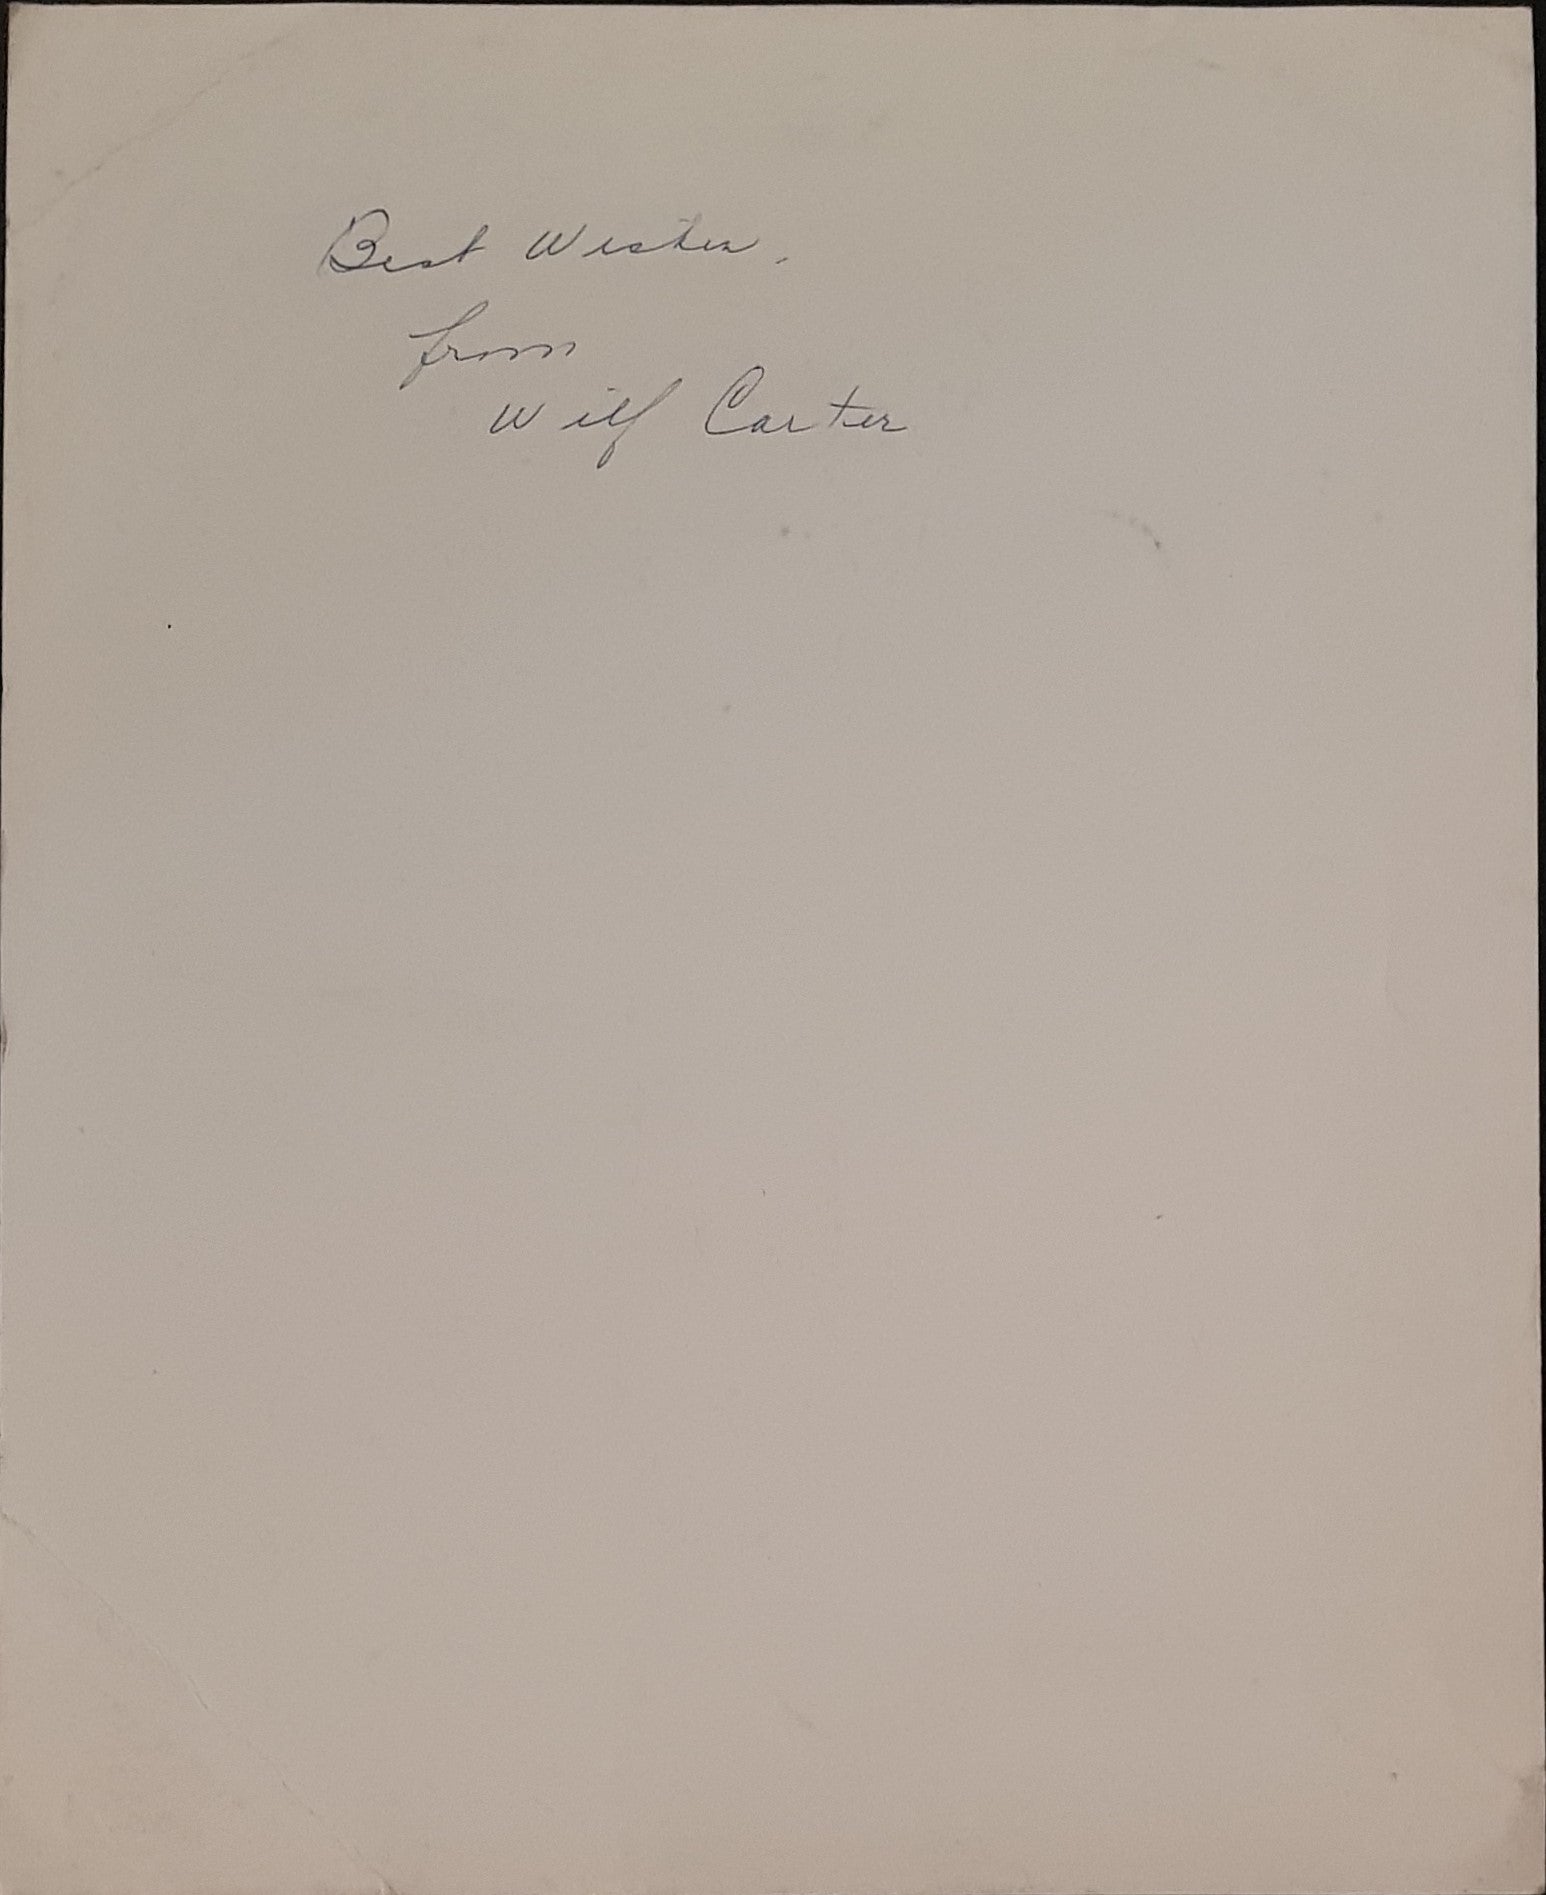 Best Wishes,
from
Wilf Carter